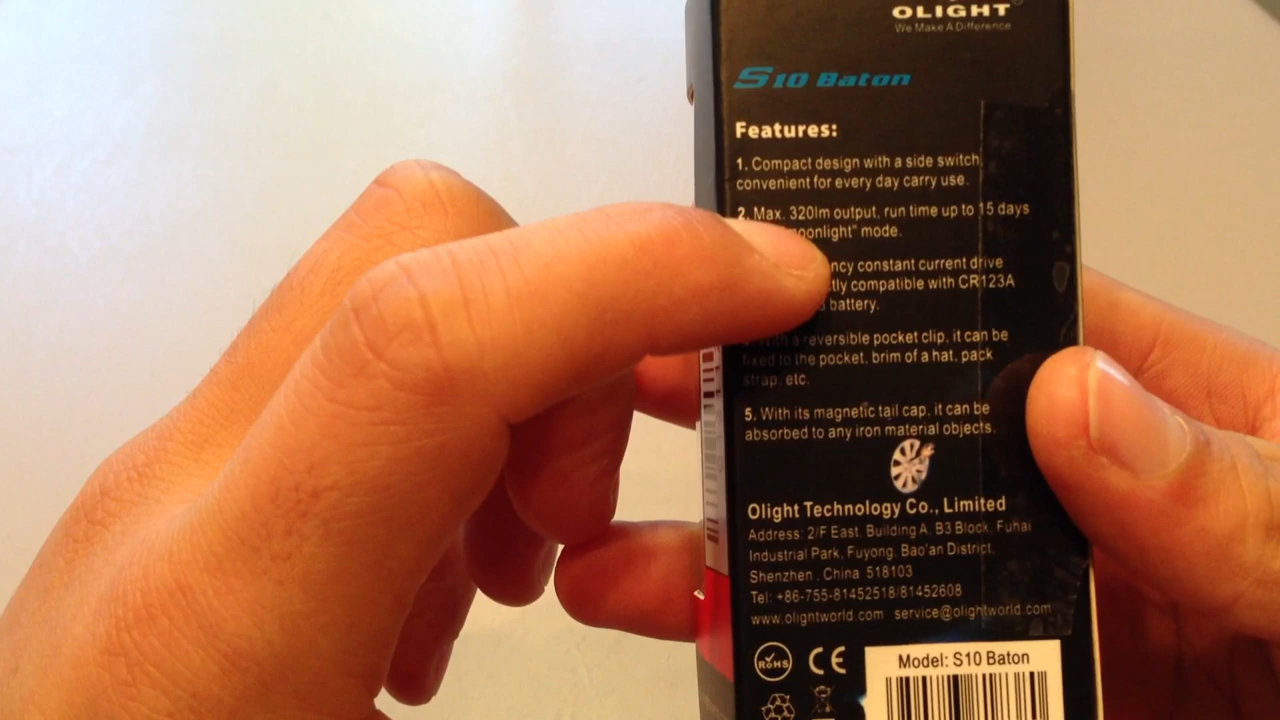 OLIGHT
We Make A Difference
S10 Baton
Features:
1. Compact design with a side switch,
convenient for every day carry use.
2. Max. 320lm output, run time up to 15 days
moonlight" mode.
constant current drive
compatible with CR123A
battery.
With a reversible pocket clip, it can be
fixed to the pocket, brim of a hat, pack
strap, etc.
5. With its magnetic tail cap, it can be
absorbed to any iron material objects.
Olight Technology Co., Limited
Address: 2/F East, Building A, B3 Block, Fuhai
Industrial Park, Fuyong, Bao'an District,
Shenzhen , China 518103
Tel: +86-755-81452518/81452608
www.olightworld.com service@olightworld.com
RoHS CE
Model: S10 Baton